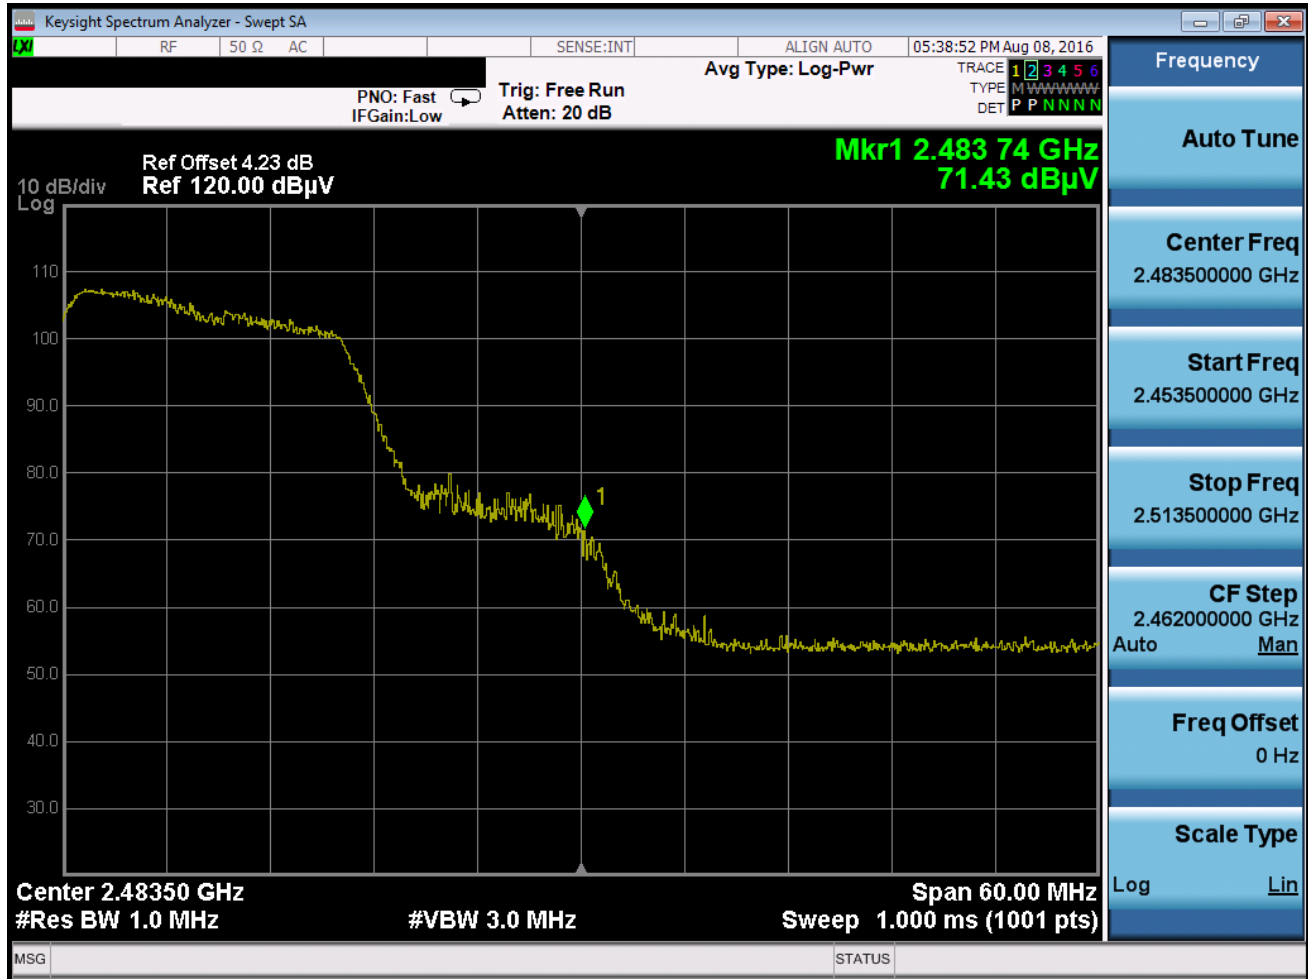 Keysight Spectrum Analyzer - Swept SA
LXI RF 50 Ω AC SENSE:INT ALIGN AUTO 05:38:52 PM Aug 08, 2016
PNO: Fast
IFGain:Low
Trig: Free Run
Atten: 20 dB
Avg Type: Log-Pwr
TRACE 1 2 3 4 5 6
TYPE M WWWWW
DET P P N N N N
Mkr1 2.483 74 GHz
71.43 dBµV
Ref Offset 4.23 dB
10 dB/div Ref 120.00 dBµV
Log
110
100
90.0
80.0
70.0
60.0
50.0
40.0
30.0
1
Center 2.48350 GHz Span 60.00 MHz
#Res BW 1.0 MHz #VBW 3.0 MHz Sweep 1.000 ms (1001 pts)
MSG STATUS
Frequency
Auto Tune
Center Freq
2.483500000 GHz
Start Freq
2.453500000 GHz
Stop Freq
2.513500000 GHz
CF Step
2.462000000 GHz
Auto Man
Freq Offset
0 Hz
Scale Type
Log Lin